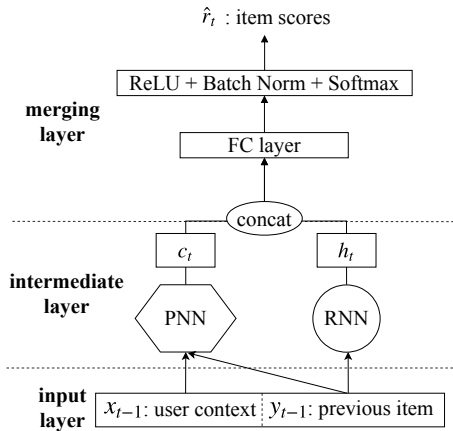 r̂_t : item scores
ReLU + Batch Norm + Softmax
merging
layer
FC layer
concat
c_t
h_t
intermediate
layer
PNN
RNN
input
layer
x_{t−1}: user context
y_{t−1}: previous item